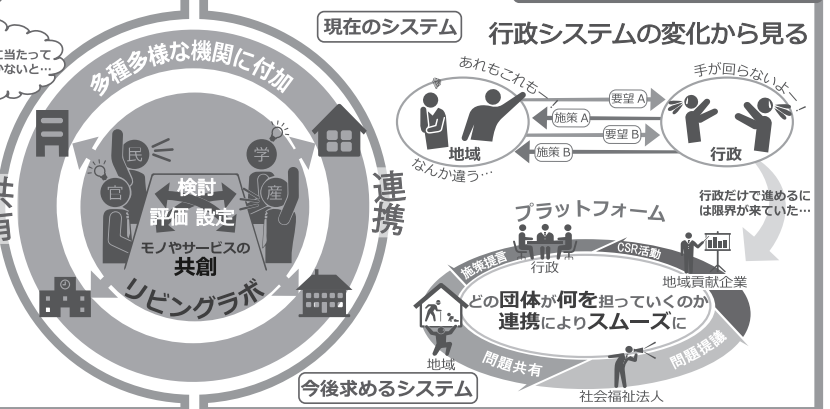 現在のシステム
行政システムの変化から見る
に当たって
かないと…
多種多様な機関に付加
民
学
官
産
検討
評価 設定
モノやサービスの
共創
リビングラボ
共有
連携
あれもこれもー!
地域
なんか違う…
要望 A
施策 A
要望 B
施策 B
手が回らないよー!
行政
行政だけで進めるに
は限界が来ていた…
プラットフォーム
施策提言
行政
CSR活動
地域貢献企業
どの団体が何を担っていくのか
連携によりスムーズに
地域
問題共有
問題提議
社会福祉法人
今後求めるシステム